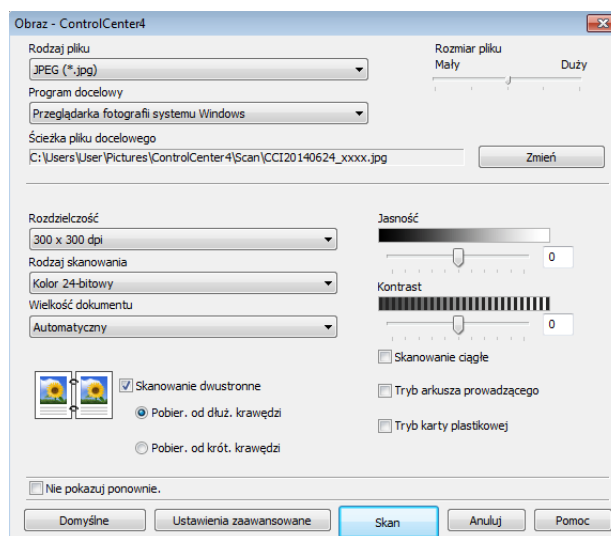 Obraz - ControlCenter4
Rodzaj pliku
JPEG (*.jpg)
Rozmiar pliku
Mały Duży
Program docelowy
Przeglądarka fotografii systemu Windows
Ścieżka pliku docelowego
C:\Users\User\Pictures\ControlCenter4\Scan\CCI20140624_xxxx.jpg
Zmień
Rozdzielczość
300 x 300 dpi
Rodzaj skanowania
Kolor 24-bitowy
Wielkość dokumentu
Automatyczny
Jasność
0
Kontrast
0
Skanowanie dwustronne
Pobier. od dłuż. krawędzi
Pobier. od krót. krawędzi
Skanowanie ciągłe
Tryb arkusza prowadzącego
Tryb karty plastikowej
Nie pokazuj ponownie.
Domyślne Ustawienia zaawansowane Skan Anuluj Pomoc